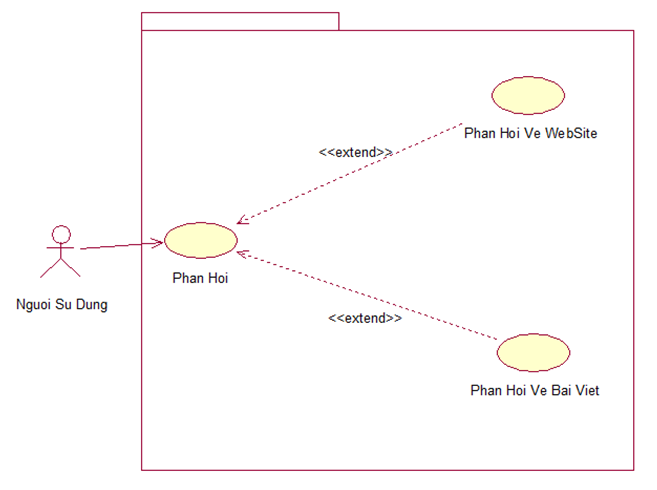 Phan Hoi Ve WebSite
<<extend>>
Phan Hoi
Nguoi Su Dung
<<extend>>
Phan Hoi Ve Bai Viet